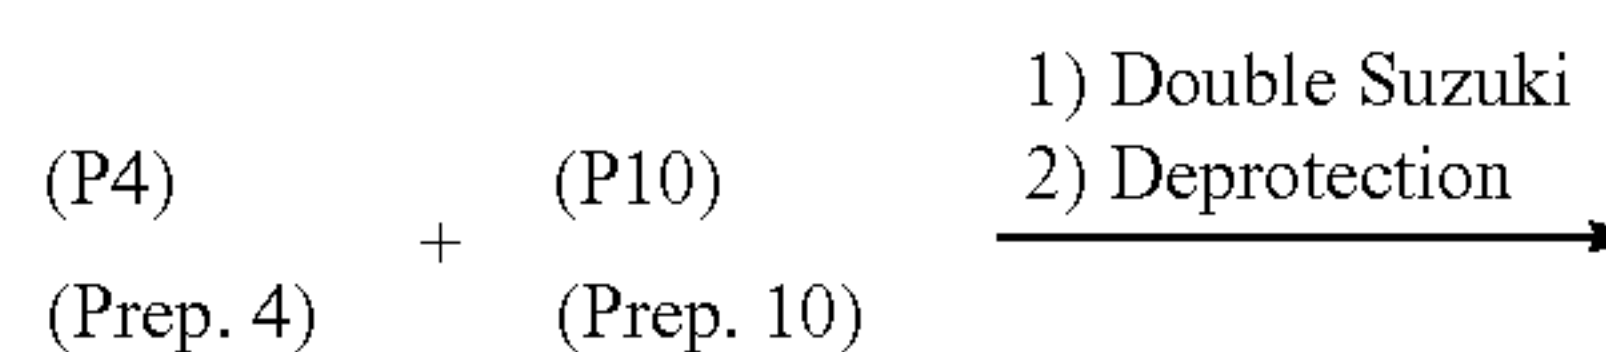 1) Double Suzuki
2) Deprotection
(P4) + (P10)
(Prep. 4) (Prep. 10)